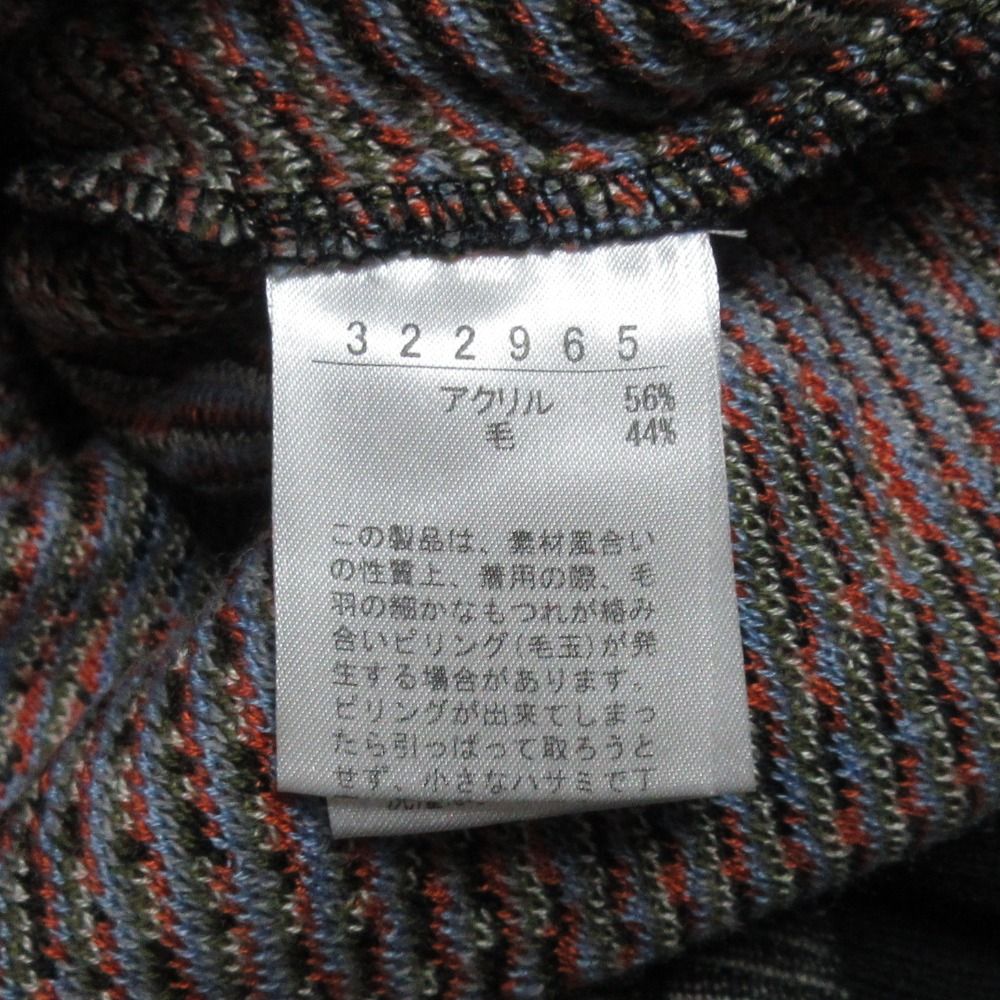 322965
アクリル 56%
毛 44%
この製品は、素材風合い
の性質上、着用の際、毛
羽の細かなもつれが絡み
合いピリング(毛玉)が発
生する場合があります。
ピリングが出来てしまっ
たら引っぱって取ろうと
せず、小さなハサミで丁